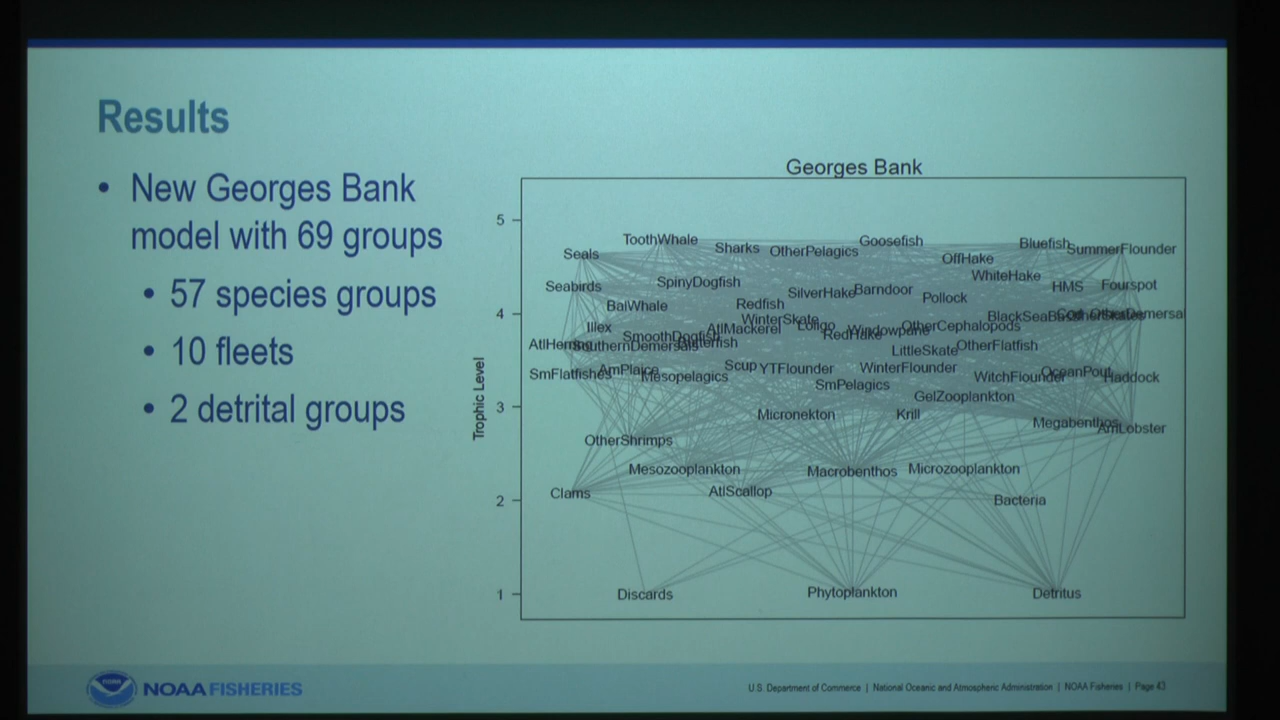 Results
• New Georges Bank
model with 69 groups
• 57 species groups
• 10 fleets
• 2 detrital groups
Georges Bank
Trophic Level
5
4
3
2
1
ToothWhale
Goosefish
Bluefish
Sharks
OtherPelagics
SummerFlounder
Seals
OffHake
WhiteHake
SpinyDogfish
Seabirds
HMS
Fourspot
SilverHake
Barndoor
Pollock
BalWhale
Redfish
WinterSkate
BlackSeaBass
Cod
OtherDemersal
Illex
AtlMackerel
Loligo
OtherCephalopods
SmoothDogfish
RedHake
Windowpane
AtlHerring
SouthernDemersals
Butterfish
LittleSkate
OtherFlatfish
Scup
YTFlounder
WinterFlounder
SmFlatfishes
AmPlaice
Mesopelagics
OceanPout
WitchFlounder
Haddock
SmPelagics
GelZooplankton
Micronekton
Krill
Megabenthos
AmLobster
OtherShrimps
Mesozooplankton
Macrobenthos
Microzooplankton
Clams
AtlScallop
Bacteria
Discards
Phytoplankton
Detritus
NOAA FISHERIES
U.S. Department of Commerce | National Oceanic and Atmospheric Administration | NOAA Fisheries | Page 43